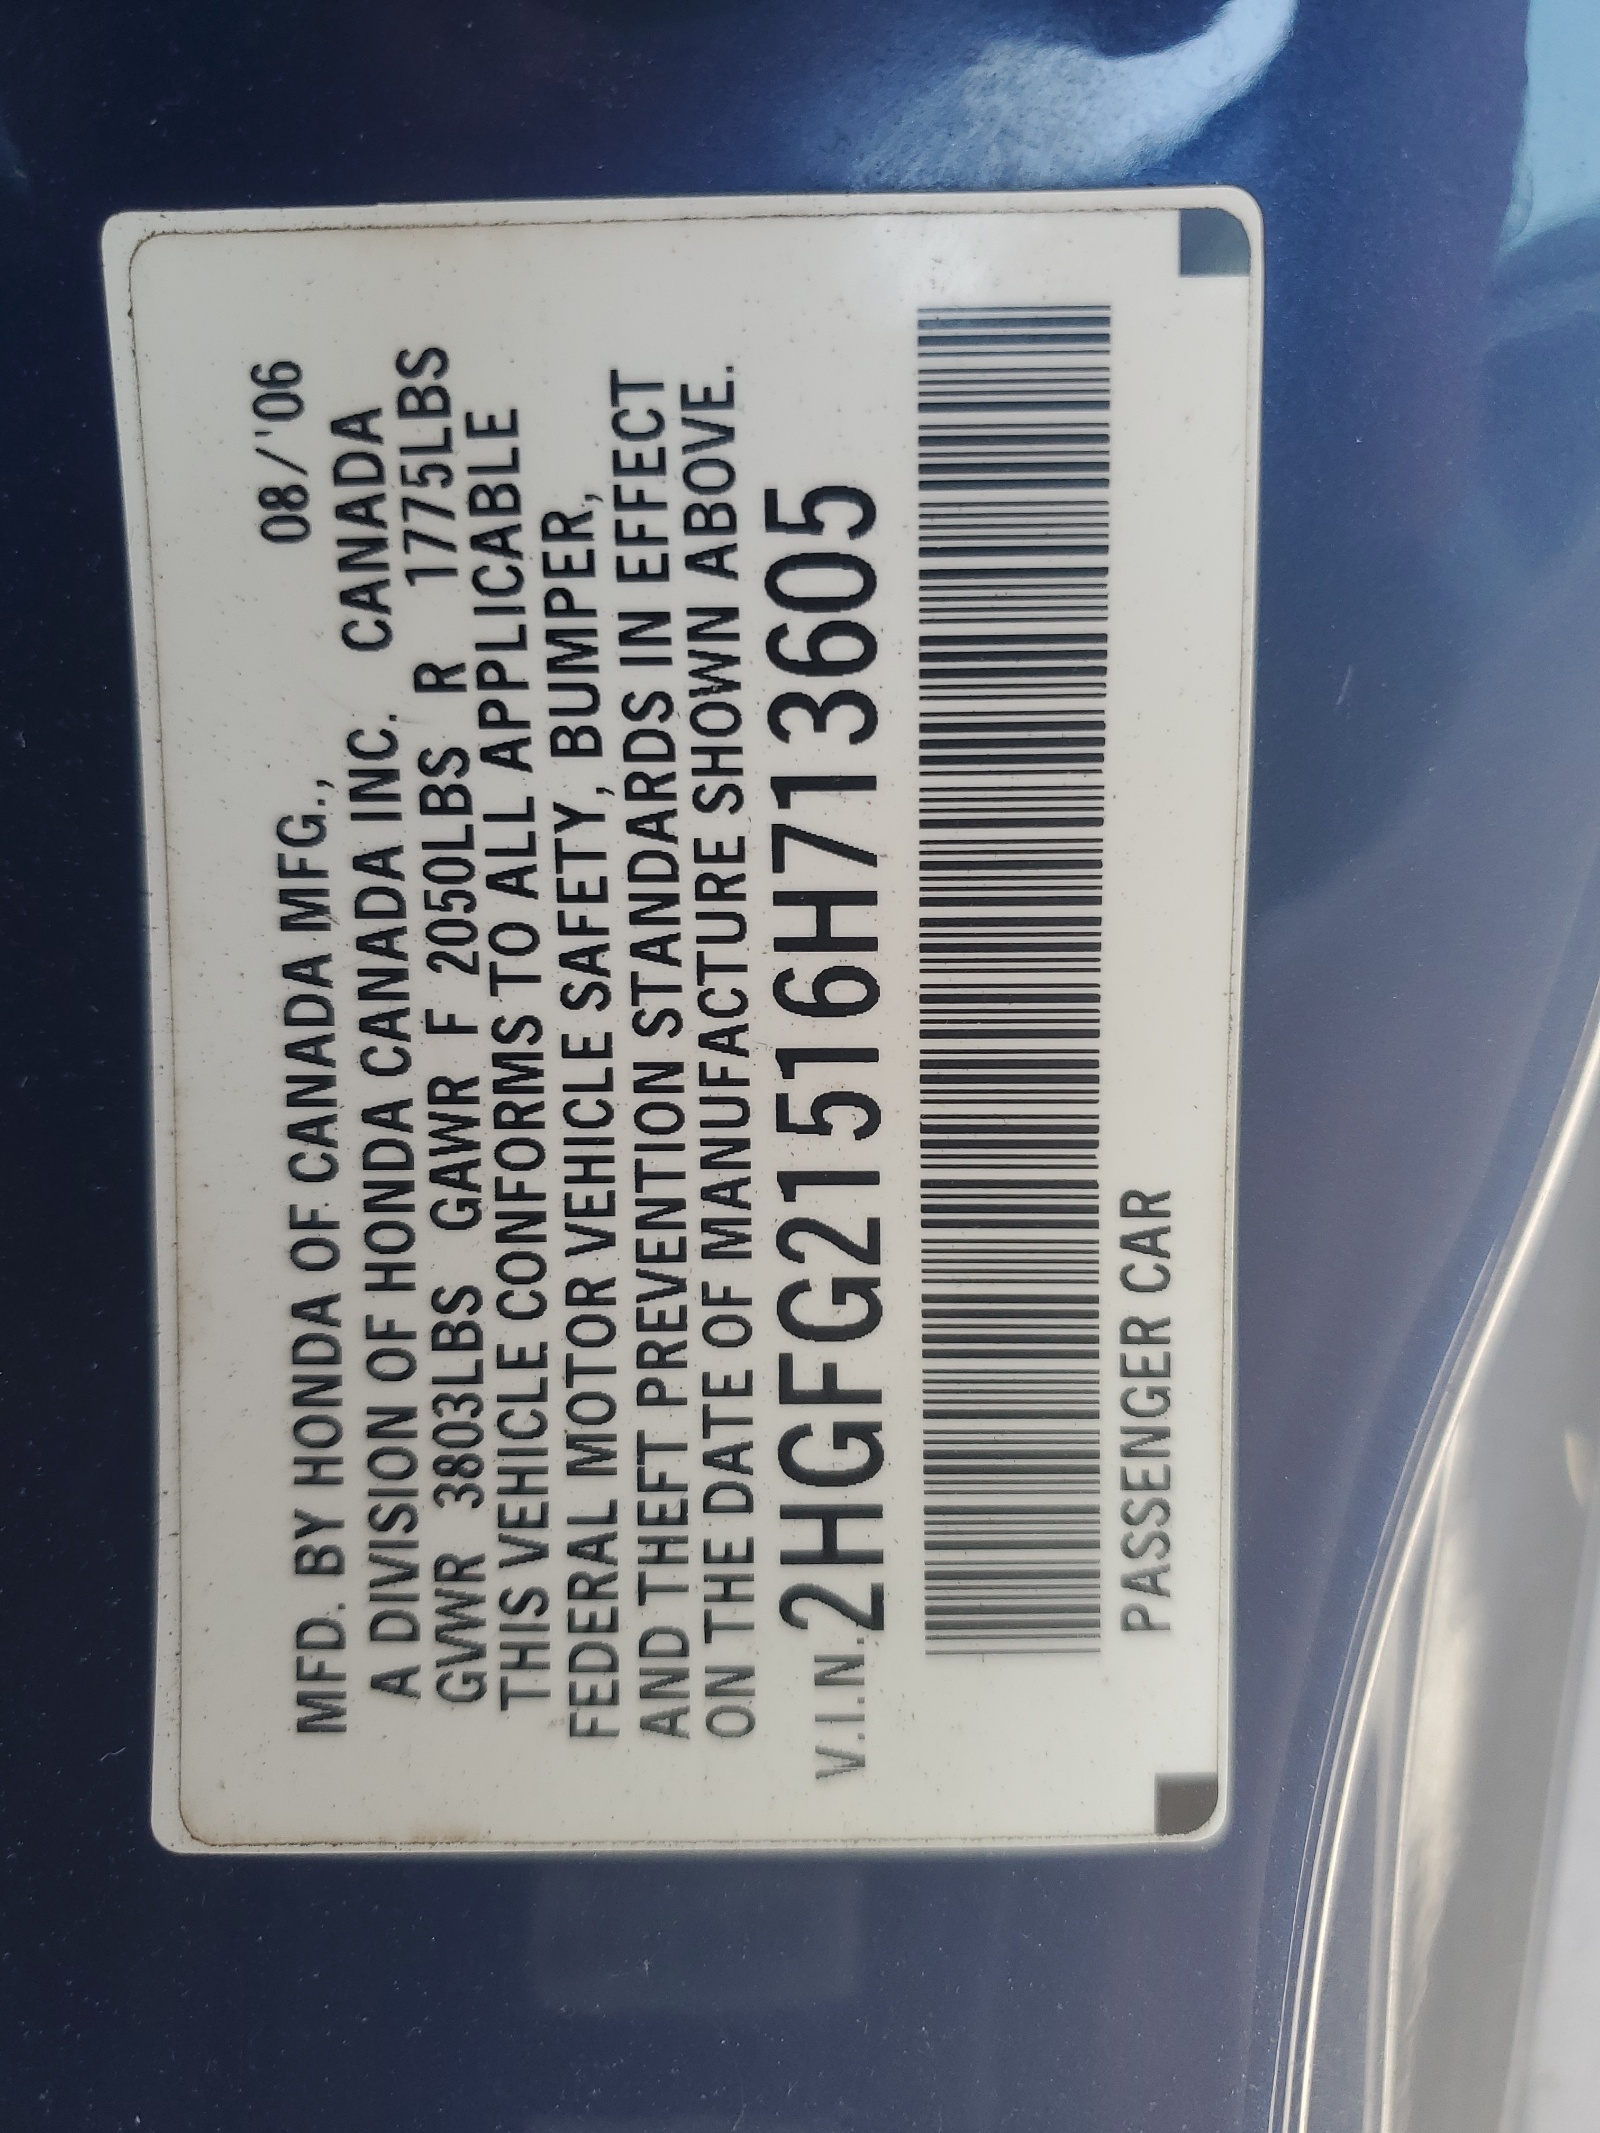 08/'06
MFD. BY HONDA OF CANADA MFG.,
A DIVISION OF HONDA CANADA INC. CANADA
GVWR 3803LBS GAWR F 2050LBS R 1775LBS
THIS VEHICLE CONFORMS TO ALL APPLICABLE
FEDERAL MOTOR VEHICLE SAFETY, BUMPER,
AND THEFT PREVENTION STANDARDS IN EFFECT
ON THE DATE OF MANUFACTURE SHOWN ABOVE.
V.I.N. 2HGFG21516H713605
PASSENGER CAR